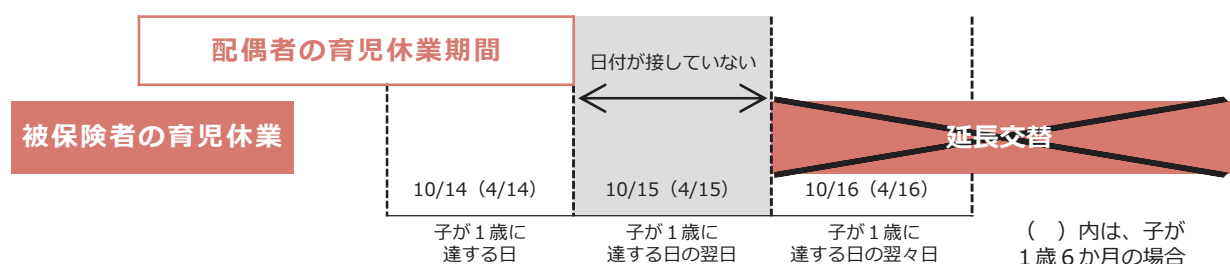 配偶者の育児休業期間
日付が接していない
被保険者の育児休業
延長交替
10/14（4/14）
10/15（4/15）
10/16（4/16）
子が１歳に
達する日
子が１歳に
達する日の翌日
子が１歳に
達する日の翌々日
（　）内は、子が
１歳６か月の場合